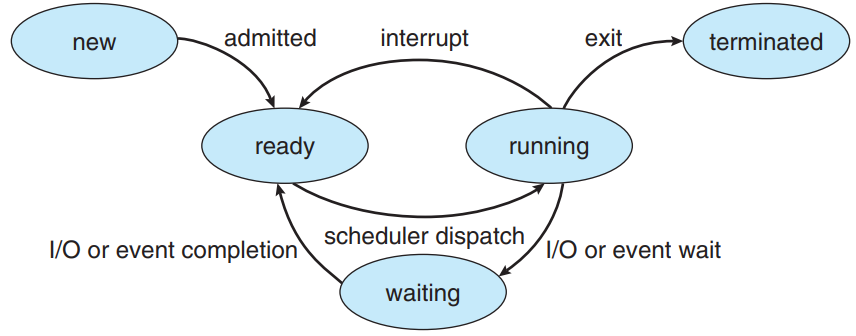 new
admitted
interrupt
exit
terminated
ready
running
I/O or event completion
scheduler dispatch
I/O or event wait
waiting